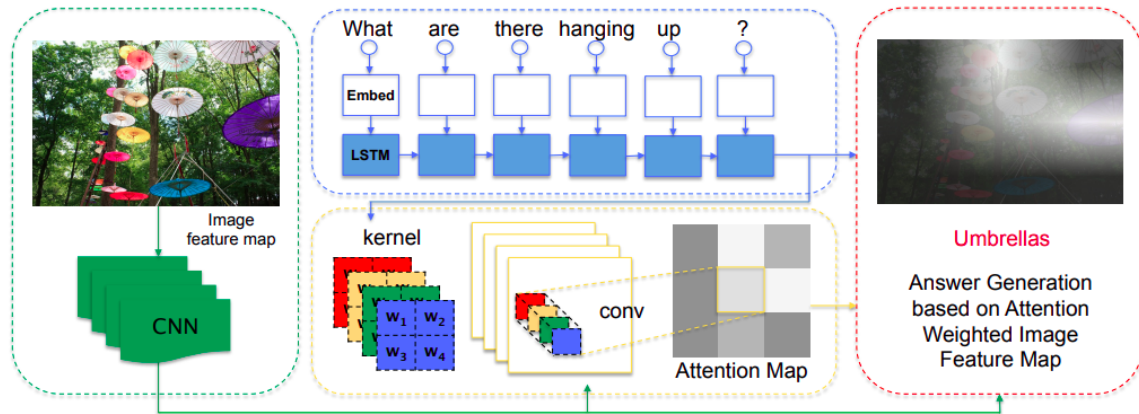 What are there hanging up ?
Embed
LSTM
Image
feature map
CNN
kernel
w₁ w₂
w₃ w₄
conv
Attention Map
Umbrellas
Answer Generation
based on Attention
Weighted Image
Feature Map